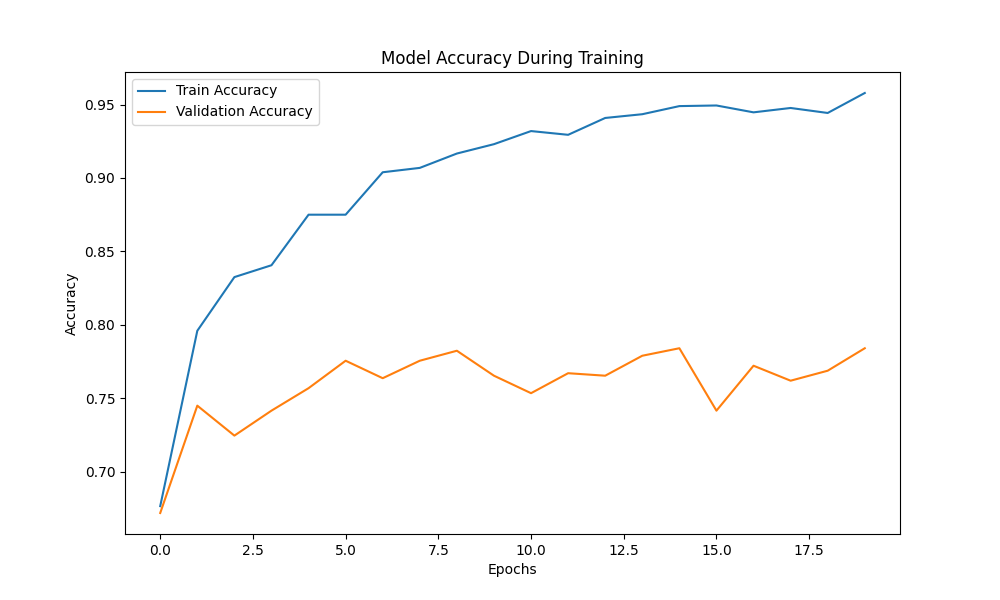 Model Accuracy During Training
Train Accuracy
Validation Accuracy
Accuracy
0.95
0.90
0.85
0.80
0.75
0.70
0.0 2.5 5.0 7.5 10.0 12.5 15.0 17.5
Epochs